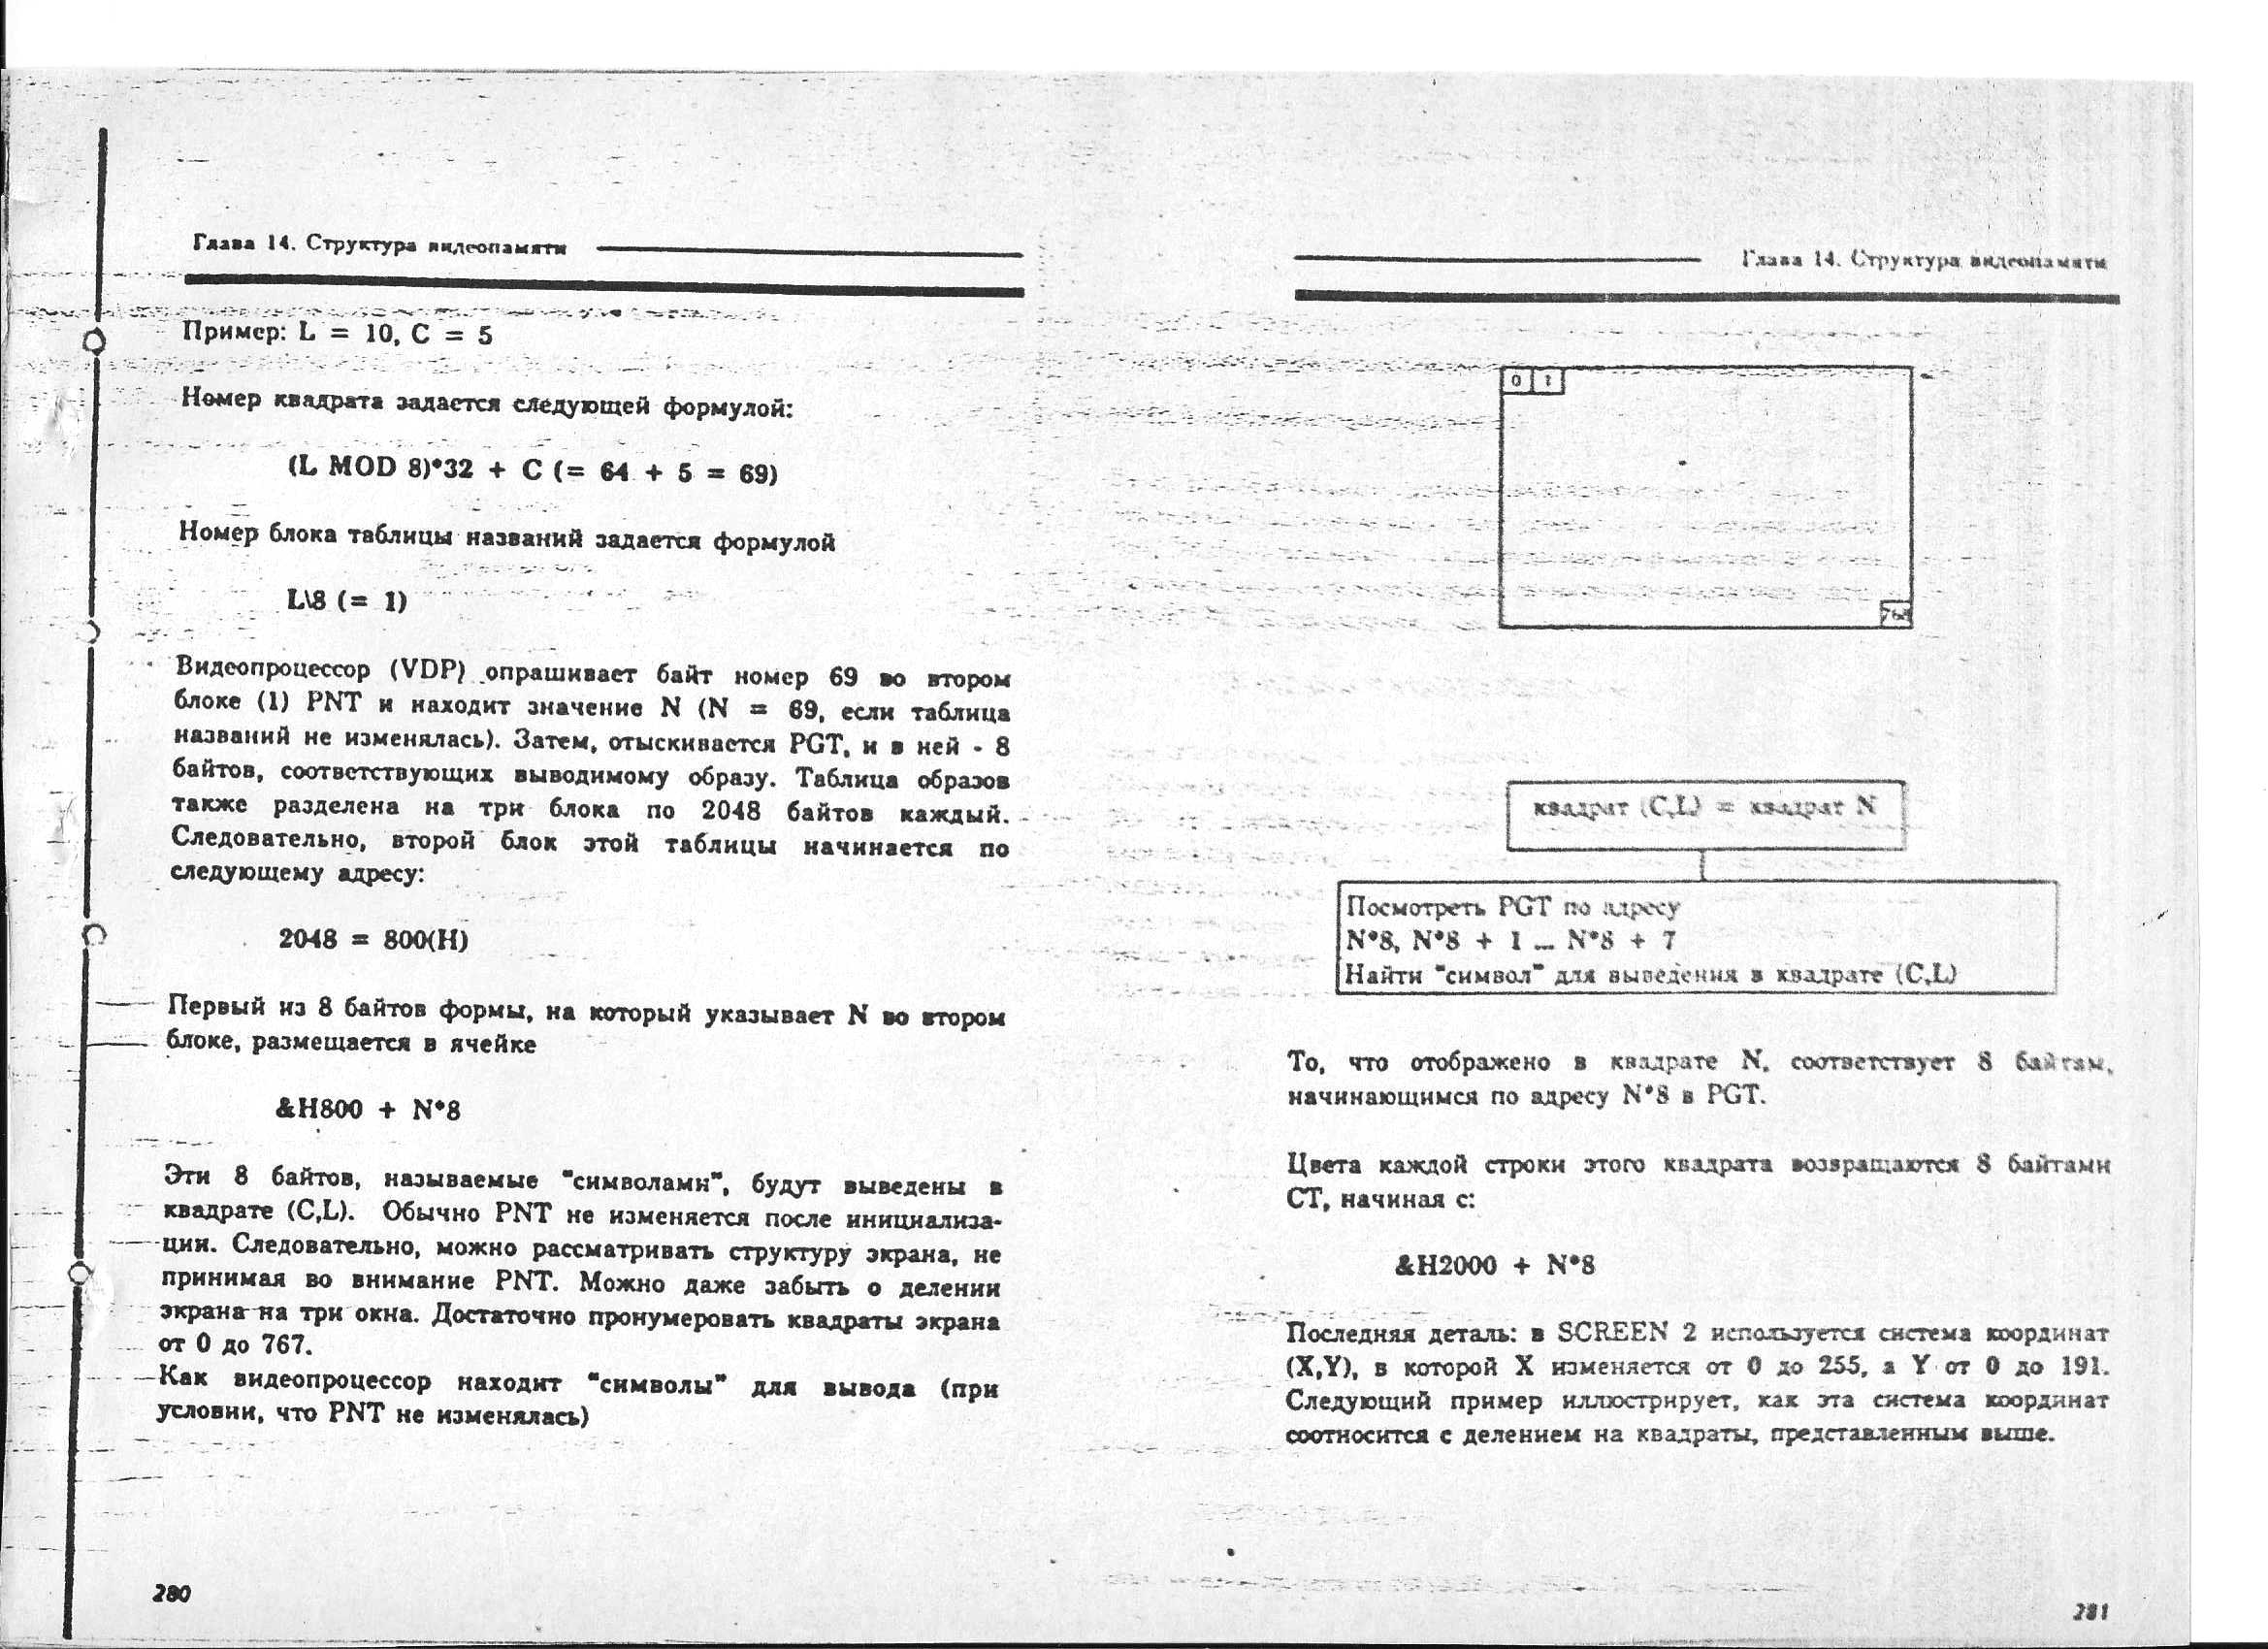 Глава 14. Структура видеопамяти
Пример: L = 10, C = 5
Номер квадрата задается следующей формулой:
(L MOD 8)*32 + C (= 64 + 5 = 69)
Номер блока таблицы названий задается формулой
L\8 (= 1)
Видеопроцессор (VDP) опрашивает байт номер 69 во втором
блоке (1) PNT и находит значение N (N = 69, если таблица
названий не изменялась). Затем, отыскивается PGT, и в ней - 8
байтов, соответствующих выводимому образу. Таблица образов
также разделена на три блока по 2048 байтов каждый.
Следовательно, второй блок этой таблицы начинается по
следующему адресу:
2048 = 800(H)
Первый из 8 байтов формы, на который указывает N во втором
блоке, размещается в ячейке
&H800 + N*8
Эти 8 байтов, называемые "символами", будут выведены в
квадрате (C,L). Обычно PNT не изменяется после инициализа-
ции. Следовательно, можно рассматривать структуру экрана, не
принимая во внимание PNT. Можно даже забыть о делении
экрана на три окна. Достаточно пронумеровать квадраты экрана
от 0 до 767.
Как видеопроцессор находит "символы" для вывода (при
условии, что PNT не изменялась)
280
Глава 14. Структура видеопамяти
0 1
квадрат (C,L) = квадрат N
Посмотреть PGT по адресу
N*8, N*8 + 1 ... N*8 + 7
Найти "символ" для выведения в квадрате (C,L)
То, что отображено в квадрате N, соответствует 8 байтам,
начинающимся по адресу N*8 в PGT.
Цвета каждой строки этого квадрата возвращаются 8 байтами
CT, начиная с:
&H2000 + N*8
Последняя деталь: в SCREEN 2 используется система координат
(X,Y), в которой X изменяется от 0 до 255, а Y от 0 до 191.
Следующий пример иллюстрирует, как эта система координат
соотносится с делением на квадраты, представленным выше.
281